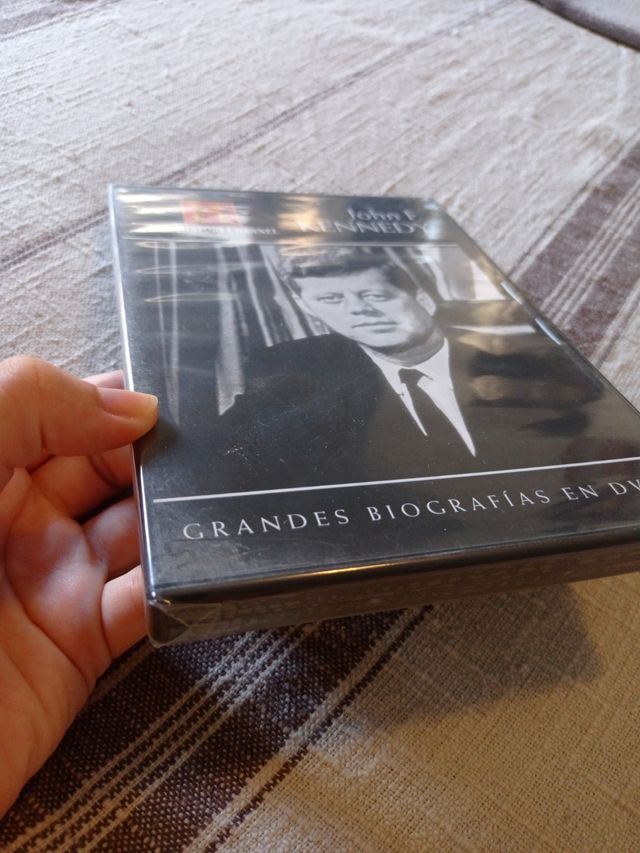 John F.
KENNEDY
GRANDES BIOGRAFÍAS EN DV